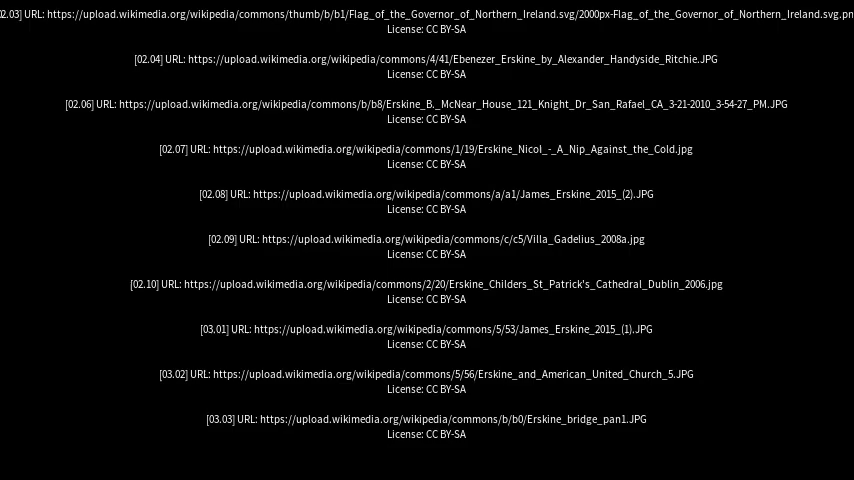 02.03] URL: https://upload.wikimedia.org/wikipedia/commons/thumb/b/b1/Flag_of_the_Governor_of_Northern_Ireland.svg/2000px-Flag_of_the_Governor_of_Northern_Ireland.svg.pn
License: CC BY-SA
[02.04] URL: https://upload.wikimedia.org/wikipedia/commons/4/41/Ebenezer_Erskine_by_Alexander_Handyside_Ritchie.JPG
License: CC BY-SA
[02.06] URL: https://upload.wikimedia.org/wikipedia/commons/b/b8/Erskine_B._McNear_House_121_Knight_Dr_San_Rafael_CA_3-21-2010_3-54-27_PM.JPG
License: CC BY-SA
[02.07] URL: https://upload.wikimedia.org/wikipedia/commons/1/19/Erskine_Nicol_-_A_Nip_Against_the_Cold.jpg
License: CC BY-SA
[02.08] URL: https://upload.wikimedia.org/wikipedia/commons/a/a1/James_Erskine_2015_(2).JPG
License: CC BY-SA
[02.09] URL: https://upload.wikimedia.org/wikipedia/commons/c/c5/Villa_Gadelius_2008a.jpg
License: CC BY-SA
[02.10] URL: https://upload.wikimedia.org/wikipedia/commons/2/20/Erskine_Childers_St_Patrick's_Cathedral_Dublin_2006.jpg
License: CC BY-SA
[03.01] URL: https://upload.wikimedia.org/wikipedia/commons/5/53/James_Erskine_2015_(1).JPG
License: CC BY-SA
[03.02] URL: https://upload.wikimedia.org/wikipedia/commons/5/56/Erskine_and_American_United_Church_5.JPG
License: CC BY-SA
[03.03] URL: https://upload.wikimedia.org/wikipedia/commons/b/b0/Erskine_bridge_pan1.JPG
License: CC BY-SA